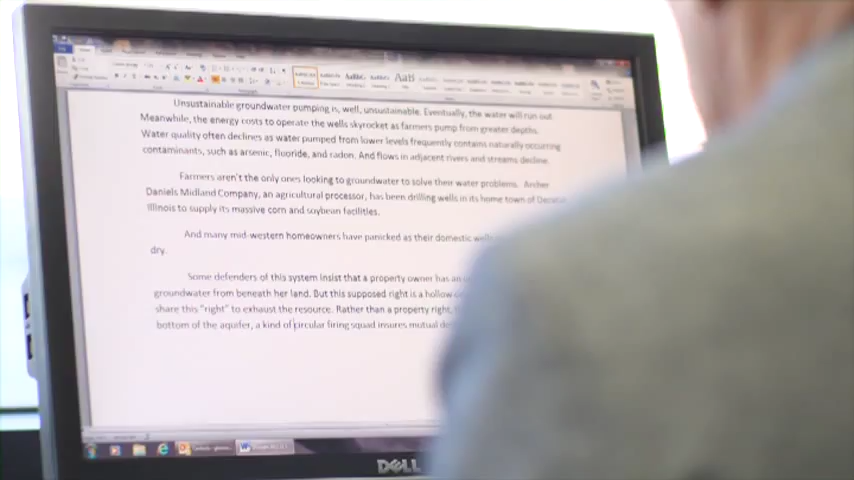 AaB
Unsustainable groundwater pumping is, well, unsustainable. Eventually, the water will run out.
Meanwhile, the energy costs to operate the wells skyrocket as farmers pump from greater depths.
Water quality often declines as water pumped from lower levels frequently contains naturally occurring
contaminants, such as arsenic, fluoride, and radon. And flows in adjacent rivers and streams decline.
Farmers aren't the only ones looking to groundwater to solve their water problems. Archer
Daniels Midland Company, an agricultural processor, has been drilling wells in its home town of
Illinois to supply its massive corn and soybean facilities.
And many mid-western homeowners have panicked as their domestic wells
dry.
Some defenders of this system insist that a property owner has an
groundwater from beneath her land. But this supposed right is a hollow
share this "right" to exhaust the resource. Rather than a property right,
bottom of the aquifer, a kind of circular firing squad insures mutual
DELL